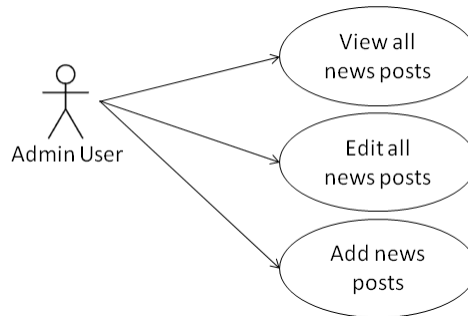 View all
news posts
Admin User
Edit all
news posts
Add news
posts